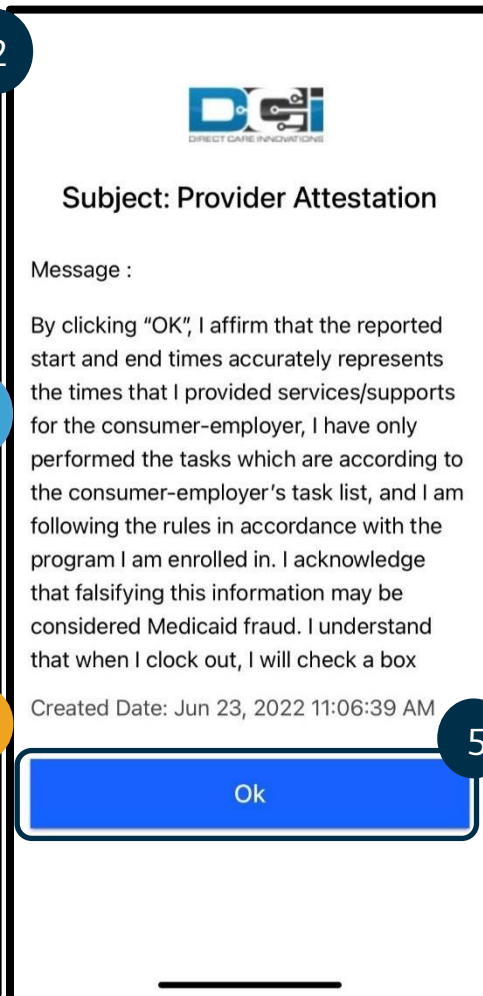 2
DCi
DIRECT CARE INNOVATIONS
Subject: Provider Attestation
Message :
By clicking “OK”, I affirm that the reported
start and end times accurately represents
the times that I provided services/supports
for the consumer-employer, I have only
performed the tasks which are according to
the consumer-employer’s task list, and I am
following the rules in accordance with the
program I am enrolled in. I acknowledge
that falsifying this information may be
considered Medicaid fraud. I understand
that when I clock out, I will check a box
Created Date: Jun 23, 2022 11:06:39 AM
5
Ok